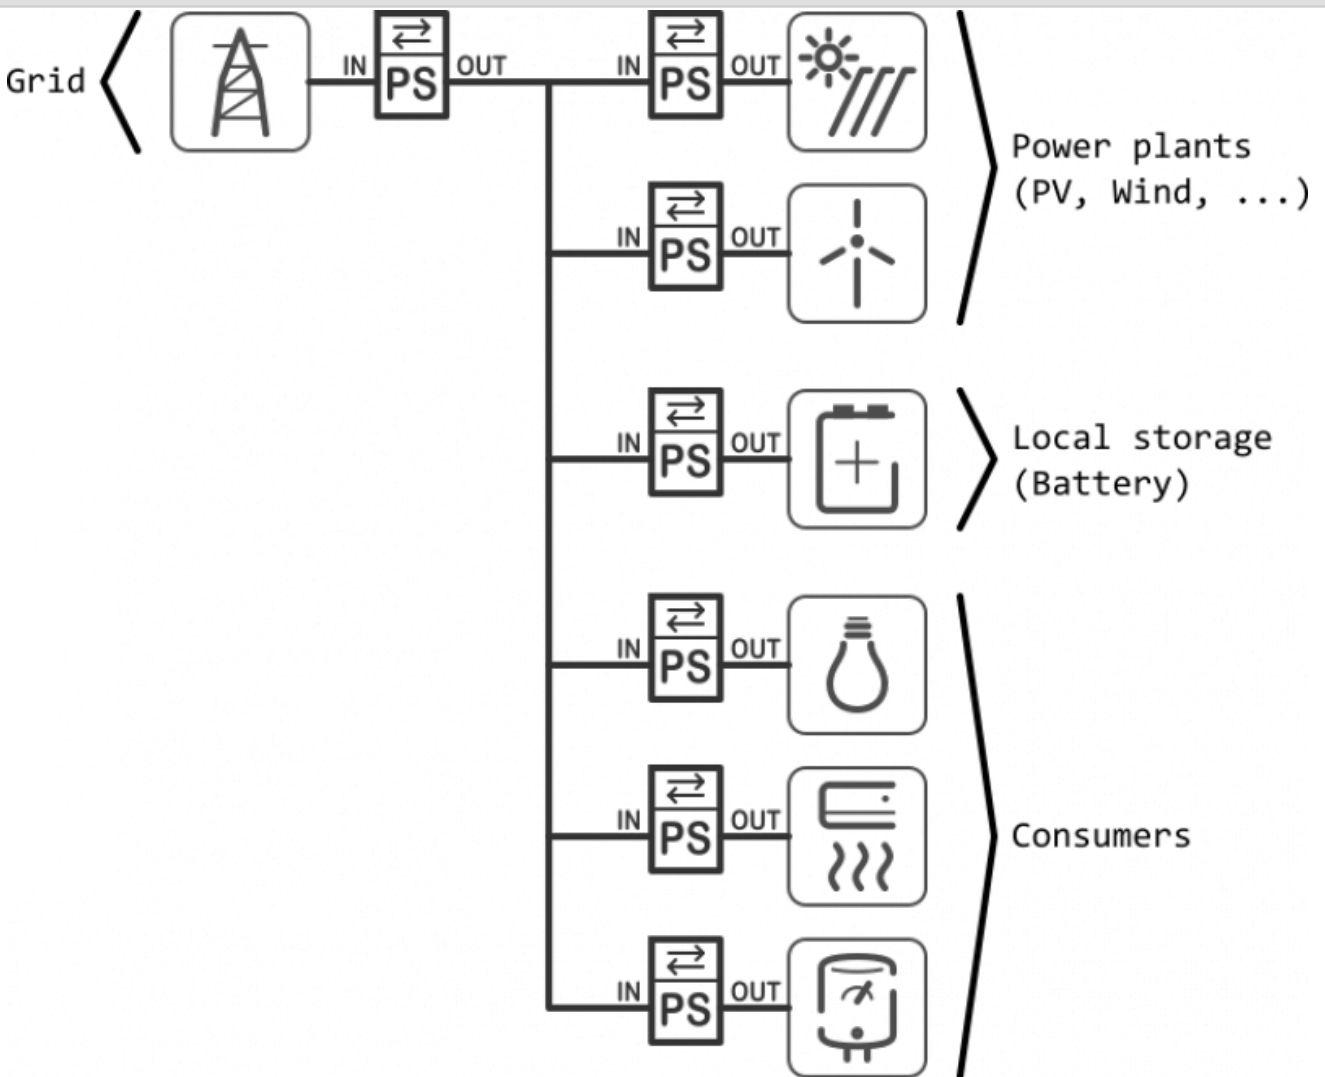 Grid
IN PS OUT
IN PS OUT
Power plants
(PV, Wind, ...)
IN PS OUT
IN PS OUT
Local storage
(Battery)
IN PS OUT
IN PS OUT
Consumers
IN PS OUT